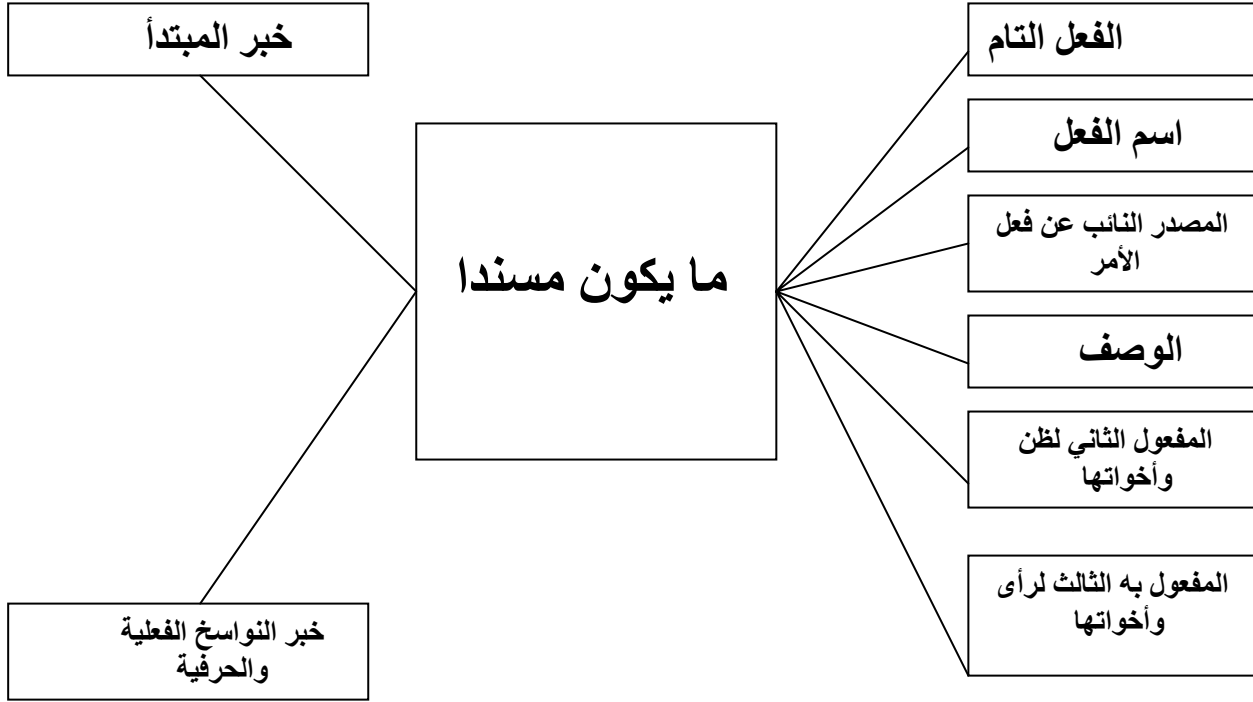 الفعل التام
اسم الفعل
المصدر النائب عن فعل
الأمر
الوصف
المفعول الثاني لظن
وأخواتها
المفعول به الثالث لرأى
وأخواتها
ما يكون مسندا
خبر المبتدأ
خبر النواسخ الفعلية
والحرفية